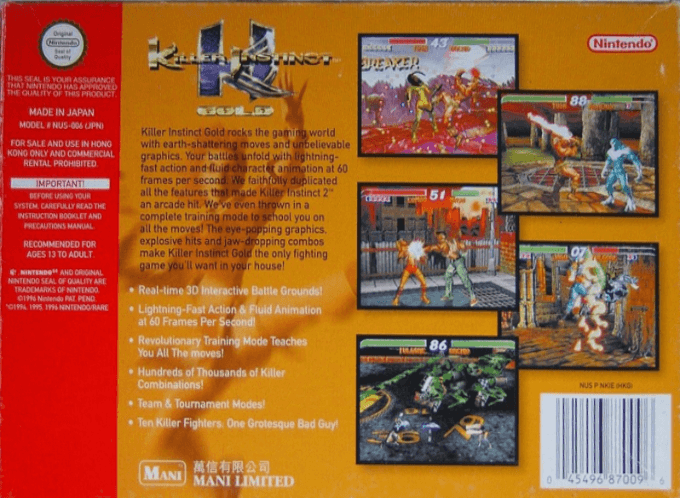 Original
Nintendo
Seal of
Quality
THIS SEAL IS YOUR ASSURANCE
THAT NINTENDO HAS APPROVED
THE QUALITY OF THIS PRODUCT.
MADE IN JAPAN
MODEL # NUS-006 (JPN)
FOR SALE AND USE IN HONG
KONG ONLY AND COMMERCIAL
RENTAL PROHIBITED.
IMPORTANT!
BEFORE USING YOUR
SYSTEM, CAREFULLY READ THE
INSTRUCTION BOOKLET AND
PRECAUTIONS MANUAL.
RECOMMENDED FOR
AGES 13 TO ADULT.
NINTENDO AND ORIGINAL
NINTENDO SEAL OF QUALITY ARE
TRADEMARKS OF NINTENDO.
©1996 Nintendo PAT. PEND.
©1994, 1995, 1996 NINTENDO/RARE
KILLER INSTINCT
GOLD
Killer Instinct Gold rocks the gaming world
with earth-shattering moves and unbelievable
graphics. Your battles unfold with lightning-
fast action and fluid character animation at 60
frames per second. We faithfully duplicated
all the features that made Killer Instinct 2™
an arcade hit. We've even thrown in a
complete training mode to school you on
all the moves! The eye-popping graphics,
explosive hits and jaw-dropping combos
make Killer Instinct Gold the only fighting
game you'll want in your house!
• Real-time 3D Interactive Battle Grounds!
• Lightning-Fast Action & Fluid Animation
at 60 Frames Per Second!
• Revolutionary Training Mode Teaches
You All The moves!
• Hundreds of Thousands of Killer
Combinations!
• Team & Tournament Modes!
• Ten Killer Fighters. One Grotesque Bad Guy!
MANI
萬信有限公司
MANI LIMITED
Nintendo
43
BREAKER
88
51
07
86
NUS P NKIE (HKG)
0 45496 87009 6